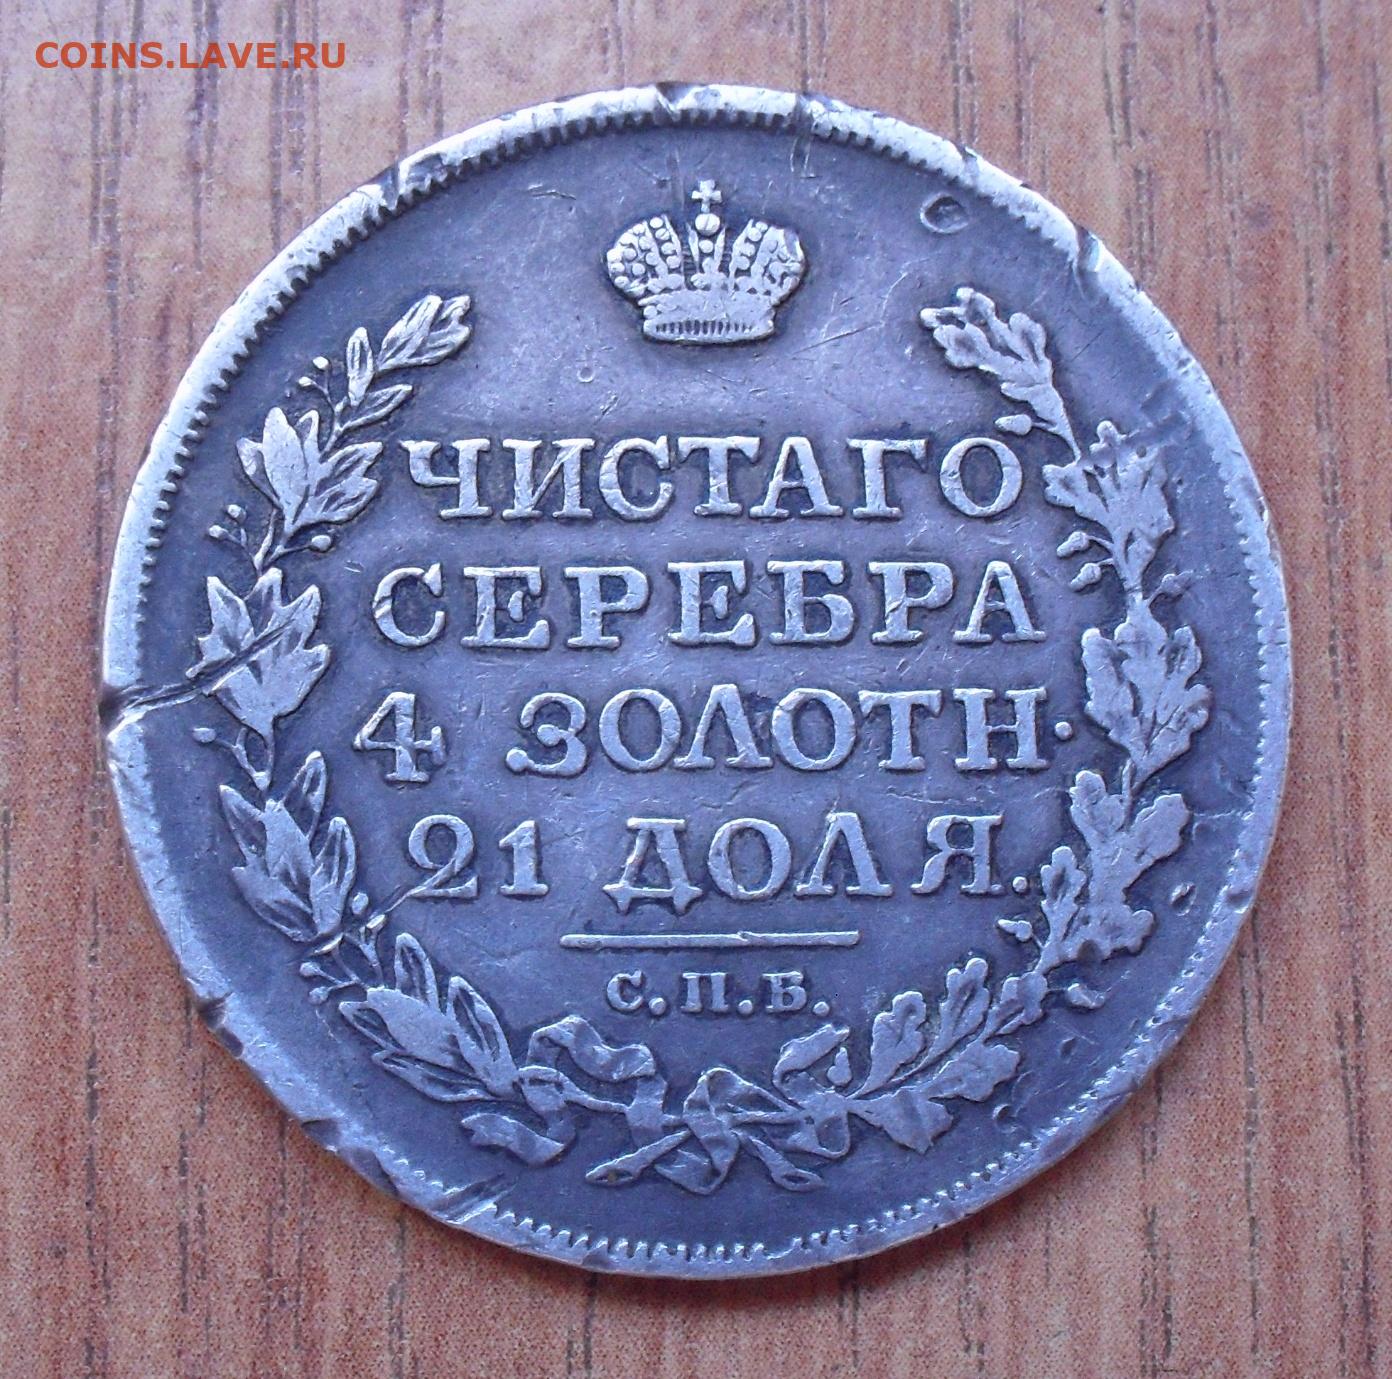 COINS.LAVE.RU
ЧИСТАГО
СЕРЕБРА
4 ЗОЛОТН.
21 ДОЛЯ.
С.П.Б.